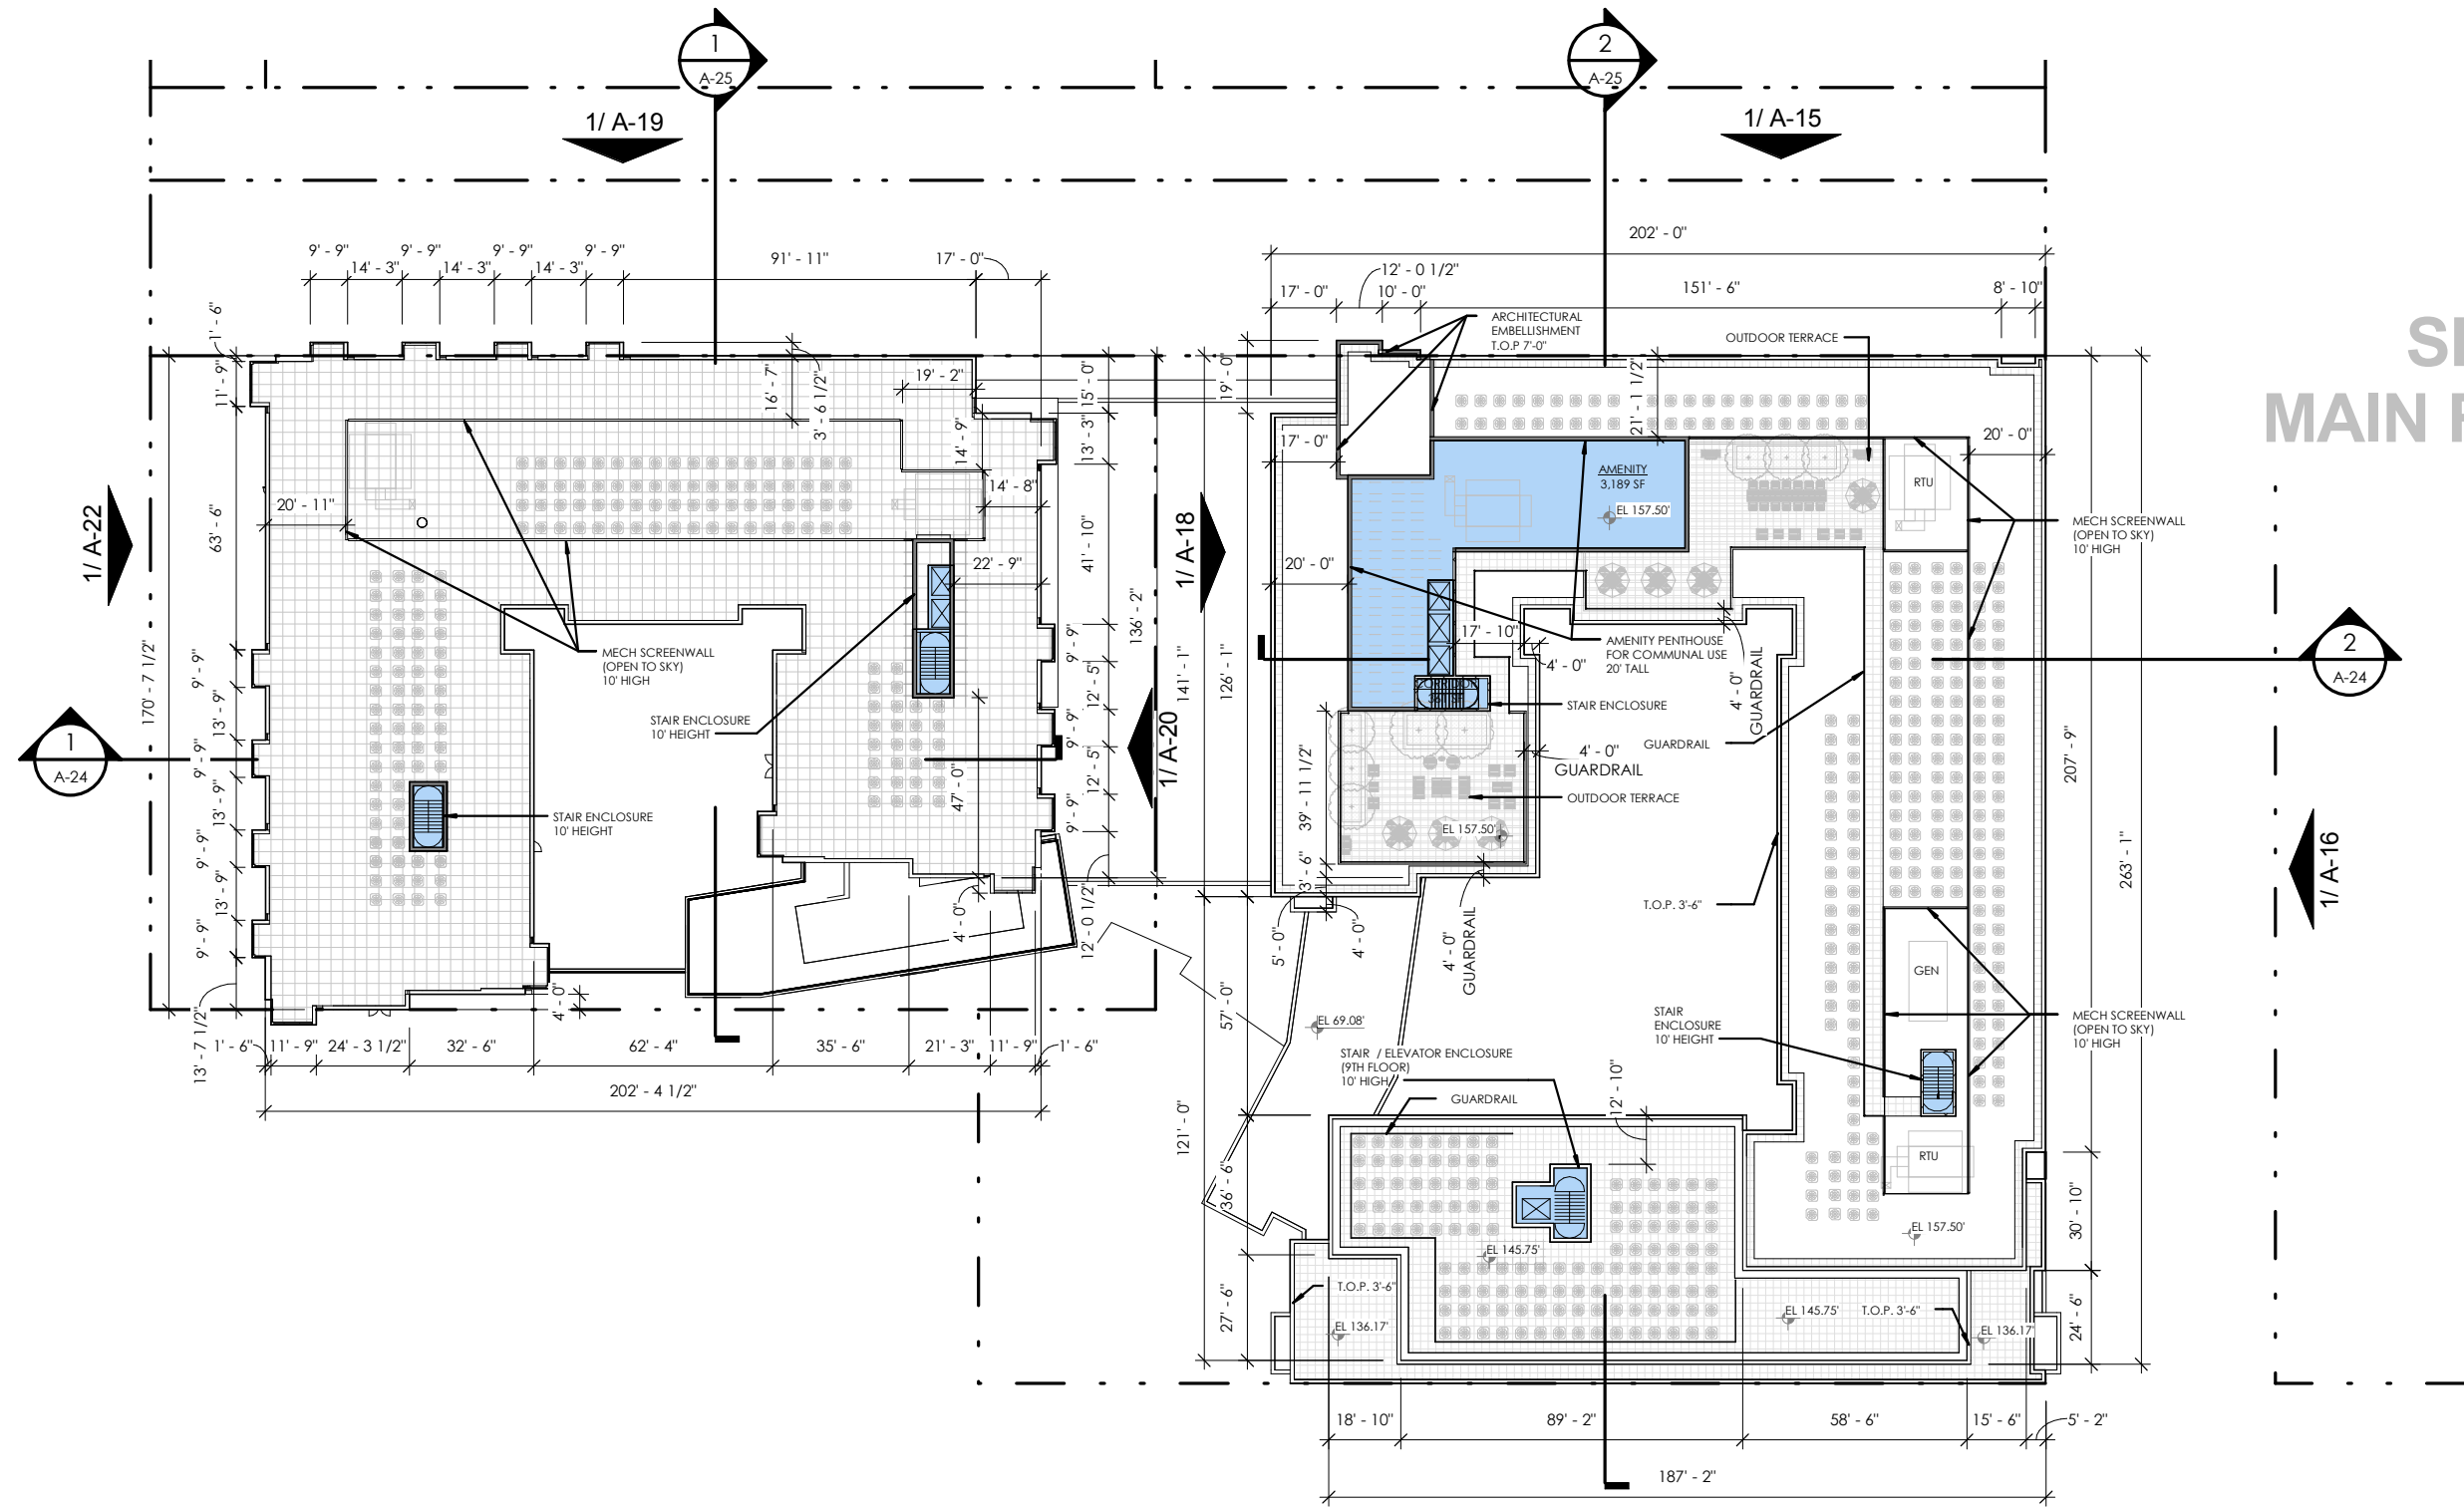 1
A-25
2
A-25
1/ A-19
1/ A-15
202' - 0"
9' - 9"
9' - 9"
9' - 9"
9' - 9"
91' - 11"
17' - 0"
14' - 3"
14' - 3"
14' - 3"
12' - 0 1/2"
17' - 0"
10' - 0"
151' - 6"
8' - 10"
1' - 6"
11' - 9"
16' - 7"
3' - 6 1/2"
19' - 2"
15' - 0"
19' - 0"
ARCHITECTURAL
EMBELLISHMENT
T.O.P 7'-0"
OUTDOOR TERRACE
21' - 1 1/2"
MAIN
14' - 9"
13' - 3"
17' - 0"
20' - 0"
AMENITY
3,189 SF
EL 157.50'
RTU
14' - 8"
20' - 11"
63' - 6"
1/ A-22
22' - 9"
41' - 10"
136' - 2"
1/ A-18
20' - 0"
MECH SCREENWALL
(OPEN TO SKY)
10' HIGH
170' - 7 1/2"
MECH SCREENWALL
(OPEN TO SKY)
10' HIGH
17' - 10"
4' - 0"
AMENITY PENTHOUSE
FOR COMMUNAL USE
20' TALL
4' - 0"
GUARDRAIL
2
A-24
9' - 9"
13' - 9"
9' - 9"
13' - 9"
9' - 9"
13' - 9"
9' - 9"
13' - 7 1/2"
9' - 9"
12' - 5"
9' - 9"
12' - 5"
9' - 9"
12' - 0 1/2"
141' - 1"
126' - 1"
STAIR ENCLOSURE
10' HEIGHT
STAIR ENCLOSURE
GUARDRAIL
1
A-24
1/ A-20
4' - 0"
GUARDRAIL
39' - 11 1/2"
OUTDOOR TERRACE
EL 157.50'
47' - 0"
STAIR ENCLOSURE
10' HEIGHT
207' - 9"
263' - 1"
1/ A-16
3' - 6"
T.O.P. 3'-6"
4' - 0"
5' - 0"
4' - 0"
4' - 0"
GUARDRAIL
GEN
4' - 0"
57' - 0"
EL 69.08'
STAIR
ENCLOSURE
10' HEIGHT
MECH SCREENWALL
(OPEN TO SKY)
10' HIGH
1' - 6"
11' - 9"
24' - 3 1/2"
32' - 6"
62' - 4"
35' - 6"
21' - 3"
11' - 9"
1' - 6"
202' - 4 1/2"
STAIR / ELEVATOR ENCLOSURE
(9TH FLOOR)
10' HIGH
GUARDRAIL
12' - 10"
121' - 0"
36' - 6"
RTU
30' - 10"
EL 157.50'
EL 145.75'
T.O.P. 3'-6"
27' - 6"
EL 136.17'
EL 145.75'
T.O.P. 3'-6"
EL 136.17'
24' - 6"
18' - 10"
89' - 2"
58' - 6"
15' - 6"
5' - 2"
187' - 2"